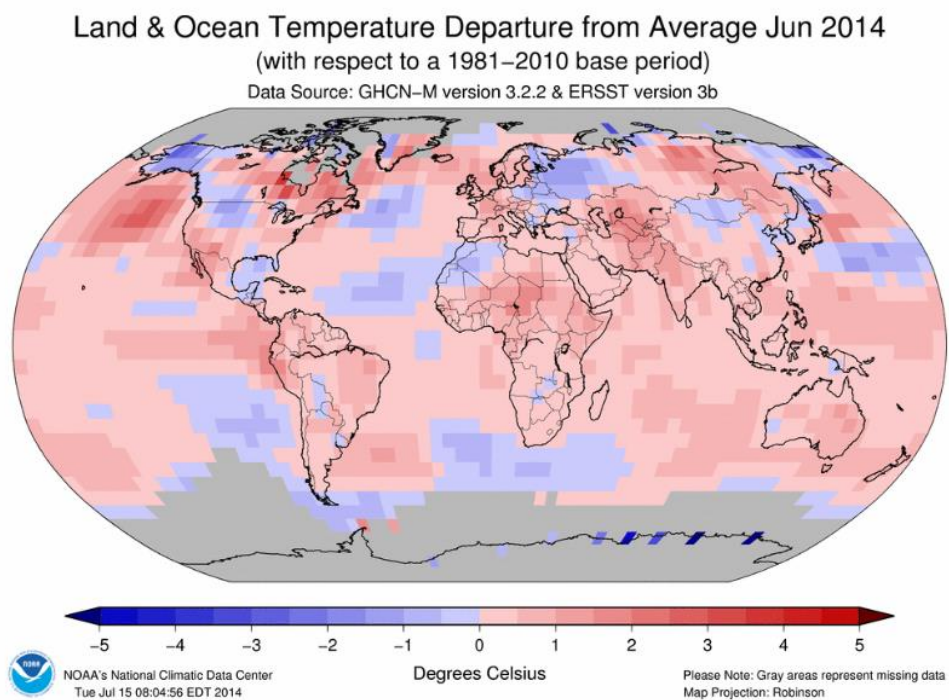 Land & Ocean Temperature Departure from Average Jun 2014
(with respect to a 1981–2010 base period)
Data Source: GHCN–M version 3.2.2 & ERSST version 3b
−5 −4 −3 −2 −1 0 1 2 3 4 5
Degrees Celsius
noaa
NOAA's National Climatic Data Center
Tue Jul 15 08:04:56 EDT 2014
Please Note: Gray areas represent missing data
Map Projection: Robinson